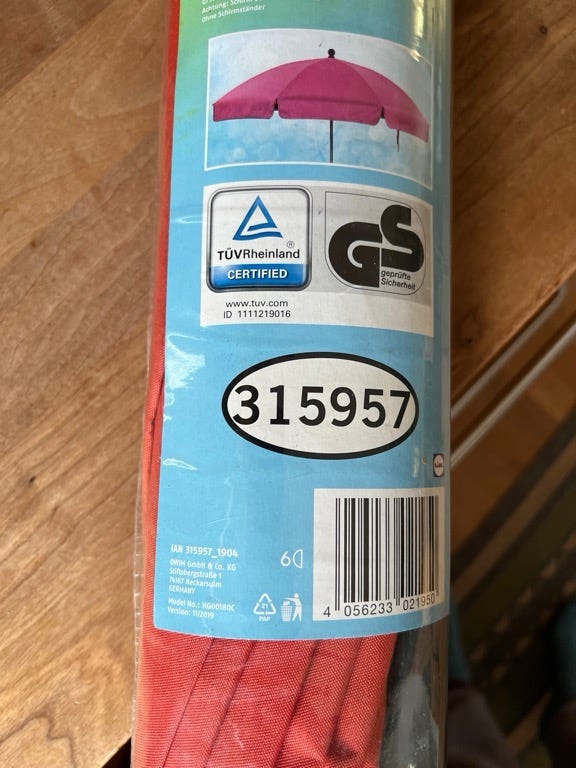 Achtung: Schirm
Ohne Schirmständer
TÜVRheinland®
CERTIFIED
www.tuv.com
ID 1111219016
GS
geprüfte
Sicherheit
315957
IAN 315957_1904
OWIM GmbH & Co. KG
Stiftsbergstraße 1
74167 Neckarsulm
GERMANY
Model No.: HG00180C
Version: 11/2019
6
21
PAP
4 056233 021950